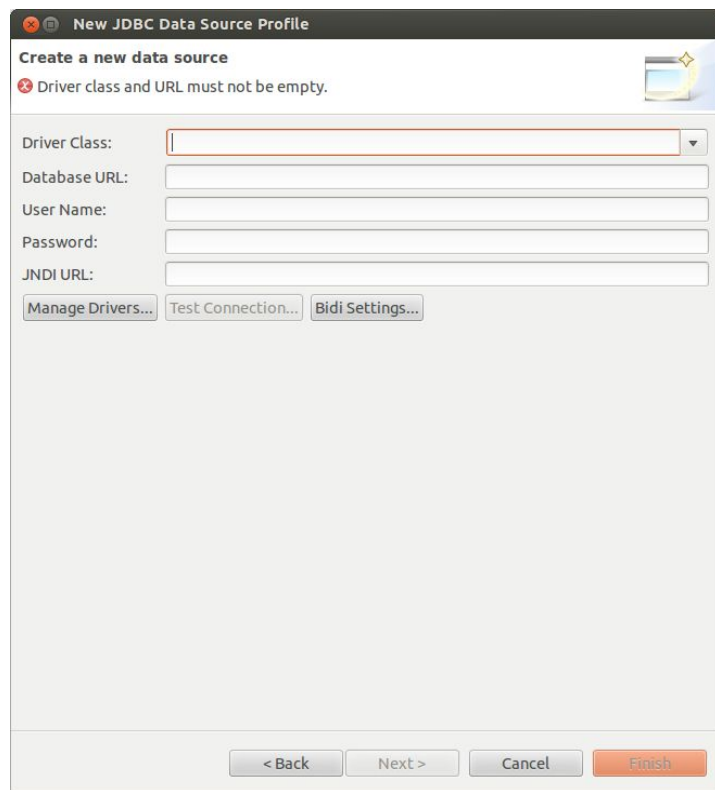 New JDBC Data Source Profile
Create a new data source
Driver class and URL must not be empty.
Driver Class:
Database URL:
User Name:
Password:
JNDI URL:
Manage Drivers... Test Connection... Bidi Settings...
< Back Next > Cancel Finish